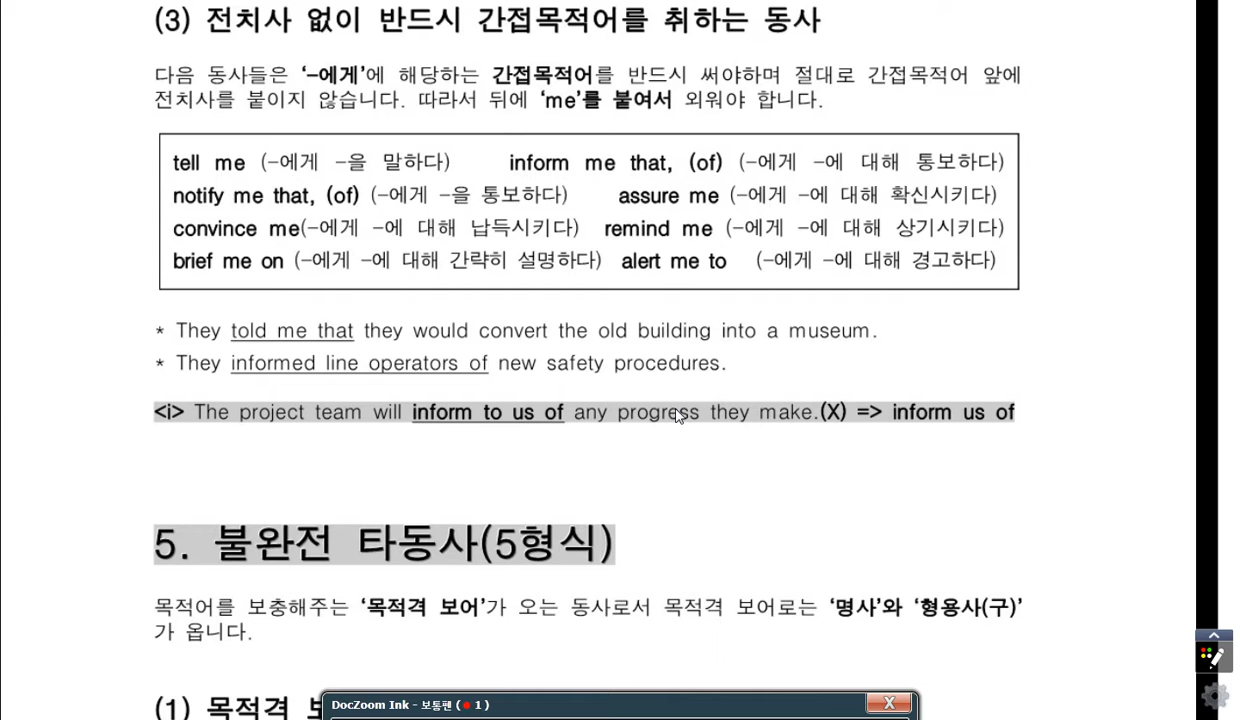 (3) 전치사 없이 반드시 간접목적어를 취하는 동사
다음 동사들은 ‘-에게’에 해당하는 간접목적어를 반드시 써야하며 절대로 간접목적어 앞에
전치사를 붙이지 않습니다. 따라서 뒤에 ‘me’를 붙여서 외워야 합니다.
tell me (-에게 -을 말하다) inform me that, (of) (-에게 -에 대해 통보하다)
notify me that, (of) (-에게 -을 통보하다) assure me (-에게 -에 대해 확신시키다)
convince me(-에게 -에 대해 납득시키다) remind me (-에게 -에 대해 상기시키다)
brief me on (-에게 -에 대해 간략히 설명하다) alert me to (-에게 -에 대해 경고하다)
* They told me that they would convert the old building into a museum.
* They informed line operators of new safety procedures.
<i> The project team will inform to us of any progress they make.(X) => inform us of
5. 불완전 타동사(5형식)
목적어를 보충해주는 ‘목적격 보어’가 오는 동사로서 목적격 보어로는 ‘명사’와 ‘형용사(구)’
가 옵니다.
(1) 목적격
DocZoom Ink - 보통펜 ( 1 )